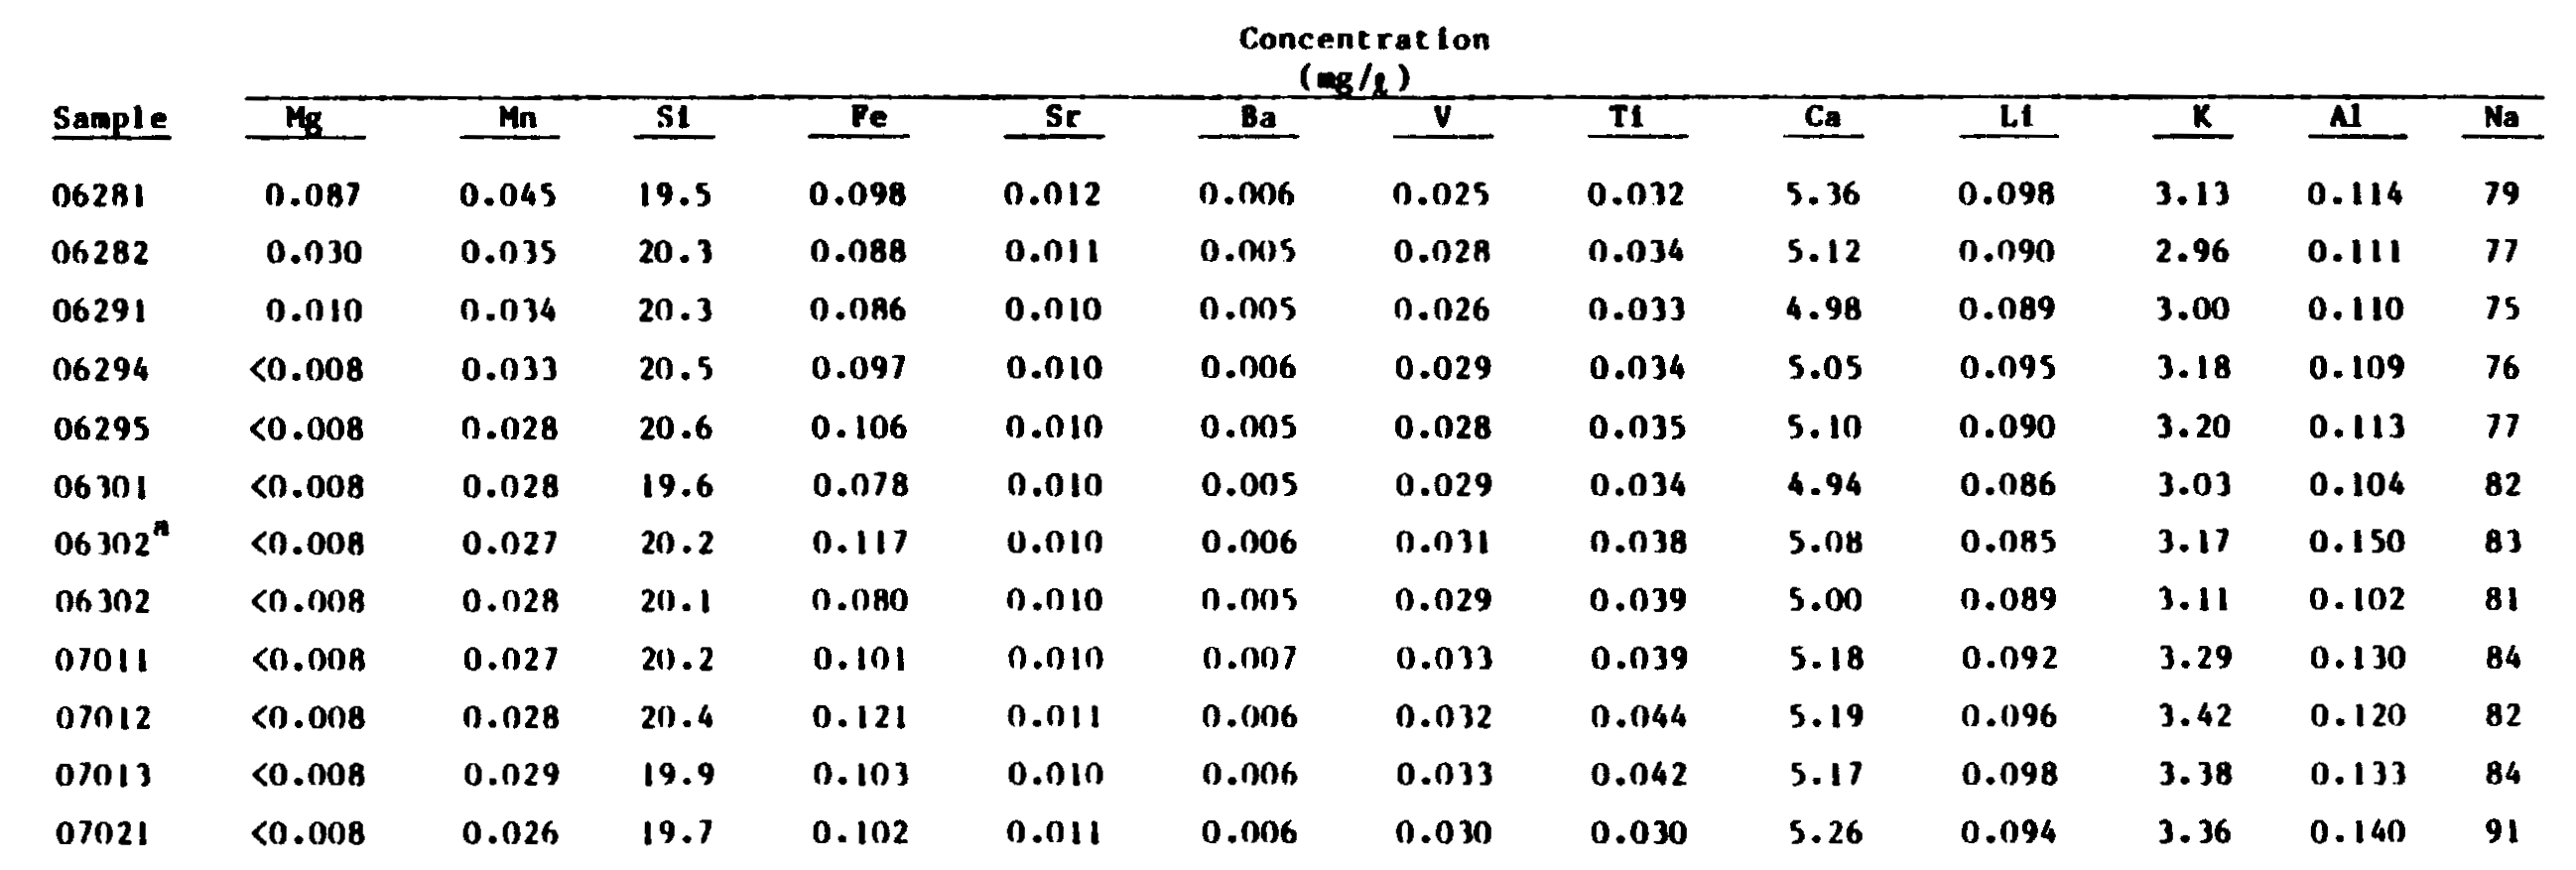 Concentration
(mg/ℓ)
Sample Mg Mn Si Fe Sr Ba V Ti Ca Li K Al Na
06281 0.087 0.045 19.5 0.098 0.012 0.006 0.025 0.032 5.36 0.098 3.13 0.114 79
06282 0.030 0.035 20.3 0.088 0.011 0.005 0.028 0.034 5.12 0.090 2.96 0.111 77
06291 0.010 0.034 20.3 0.086 0.010 0.005 0.026 0.033 4.98 0.089 3.00 0.110 75
06294 <0.008 0.033 20.5 0.097 0.010 0.006 0.029 0.034 5.05 0.095 3.18 0.109 76
06295 <0.008 0.028 20.6 0.106 0.010 0.005 0.028 0.035 5.10 0.090 3.20 0.113 77
06301 <0.008 0.028 19.6 0.078 0.010 0.005 0.029 0.034 4.94 0.086 3.03 0.104 82
06302ª <0.008 0.027 20.2 0.117 0.010 0.006 0.031 0.038 5.08 0.085 3.17 0.150 83
06302 <0.008 0.028 20.1 0.080 0.010 0.005 0.029 0.039 5.00 0.089 3.11 0.102 81
07011 <0.008 0.027 20.2 0.101 0.010 0.007 0.033 0.039 5.18 0.092 3.29 0.130 84
07012 <0.008 0.028 20.4 0.121 0.011 0.006 0.032 0.044 5.19 0.096 3.42 0.120 82
07013 <0.008 0.029 19.9 0.103 0.010 0.006 0.033 0.042 5.17 0.098 3.38 0.133 84
07021 <0.008 0.026 19.7 0.102 0.011 0.006 0.030 0.030 5.26 0.094 3.36 0.140 91